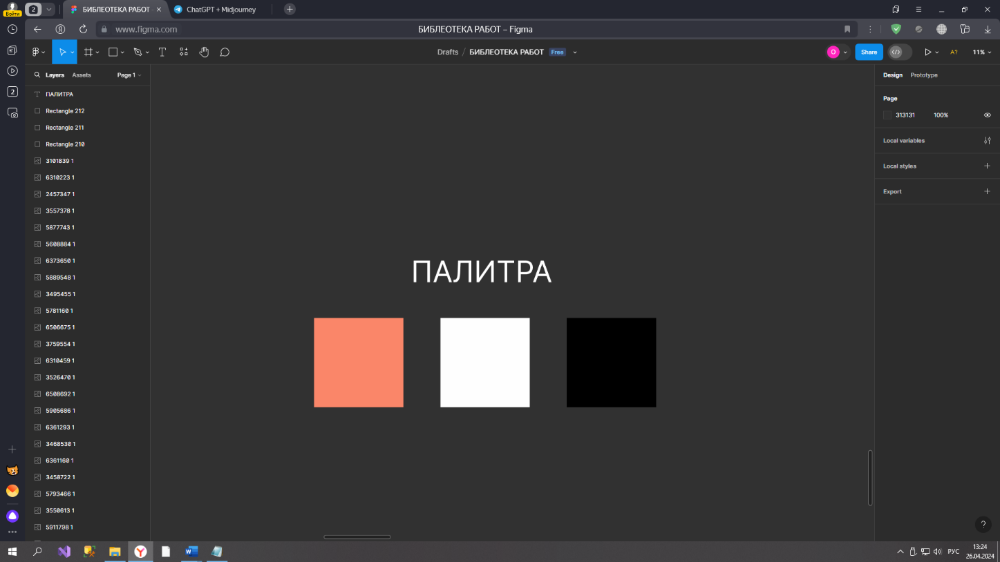 Войти
2
БИБЛЕОТЕКА РАБОТ -
ChatGPT + Midjourney
www.figma.com
БИБЛЕОТЕКА РАБОТ – Figma
2
Drafts / БИБЛЕОТЕКА РАБОТ Free
O
Share
A?
11%
Layers
Assets
Page 1
ПАЛИТРА
Rectangle 212
Rectangle 211
Rectangle 210
3101839 1
6310223 1
2457347 1
3557378 1
5877743 1
5608884 1
6373650 1
5889548 1
3495455 1
5781160 1
6506675 1
3759554 1
6310459 1
3526470 1
6508692 1
5905686 1
6361293 1
3468530 1
6361160 1
3458722 1
5793466 1
3550613 1
5911798 1
ПАЛИТРА
Design
Prototype
Page
313131
100%
Local variables
Local styles
Export
?
РУС
13:24
26.04.2024